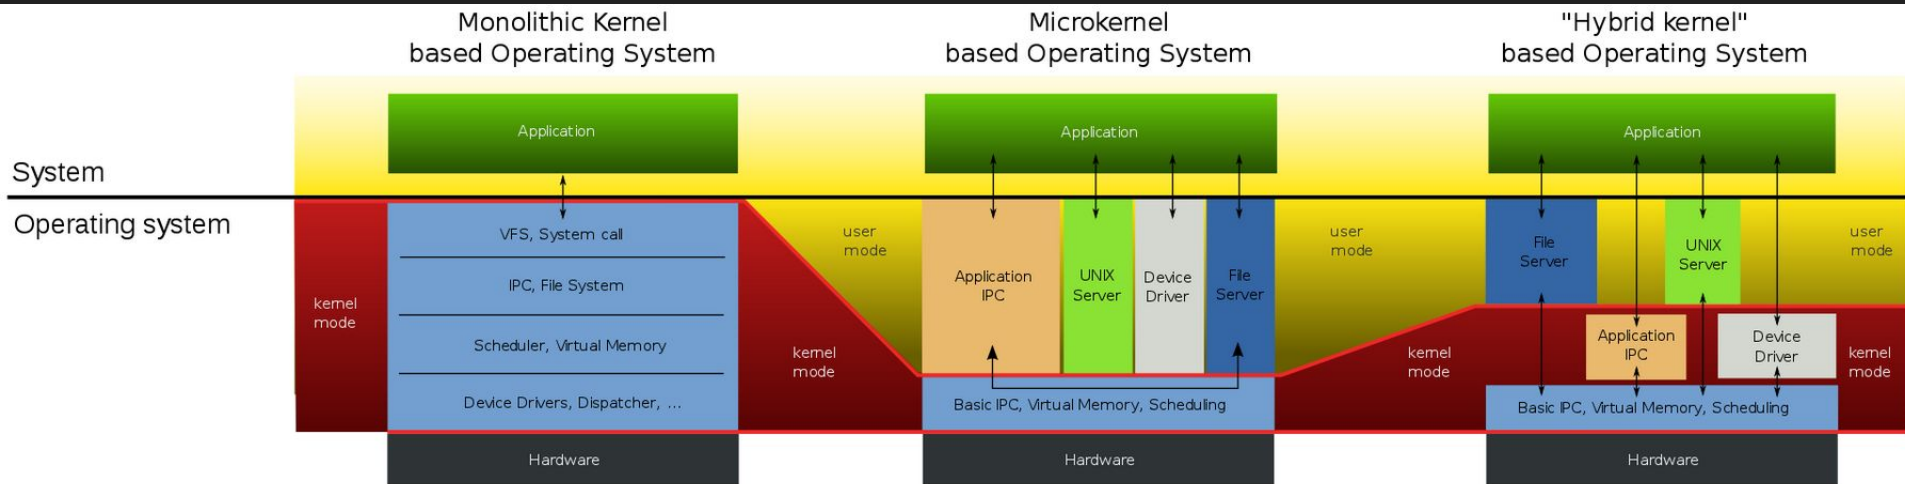 Monolithic Kernel
based Operating System
Microkernel
based Operating System
"Hybrid kernel"
based Operating System
System
Operating system
Application
VFS, System call
IPC, File System
Scheduler, Virtual Memory
Device Drivers, Dispatcher, ...
Hardware
kernel
mode
kernel
mode
user
mode
Application
Application
IPC
UNIX
Server
Device
Driver
File
Server
Basic IPC, Virtual Memory, Scheduling
Hardware
user
mode
kernel
mode
Application
File
Server
UNIX
Server
Application
IPC
Device
Driver
Basic IPC, Virtual Memory, Scheduling
Hardware
user
mode
kernel
mode